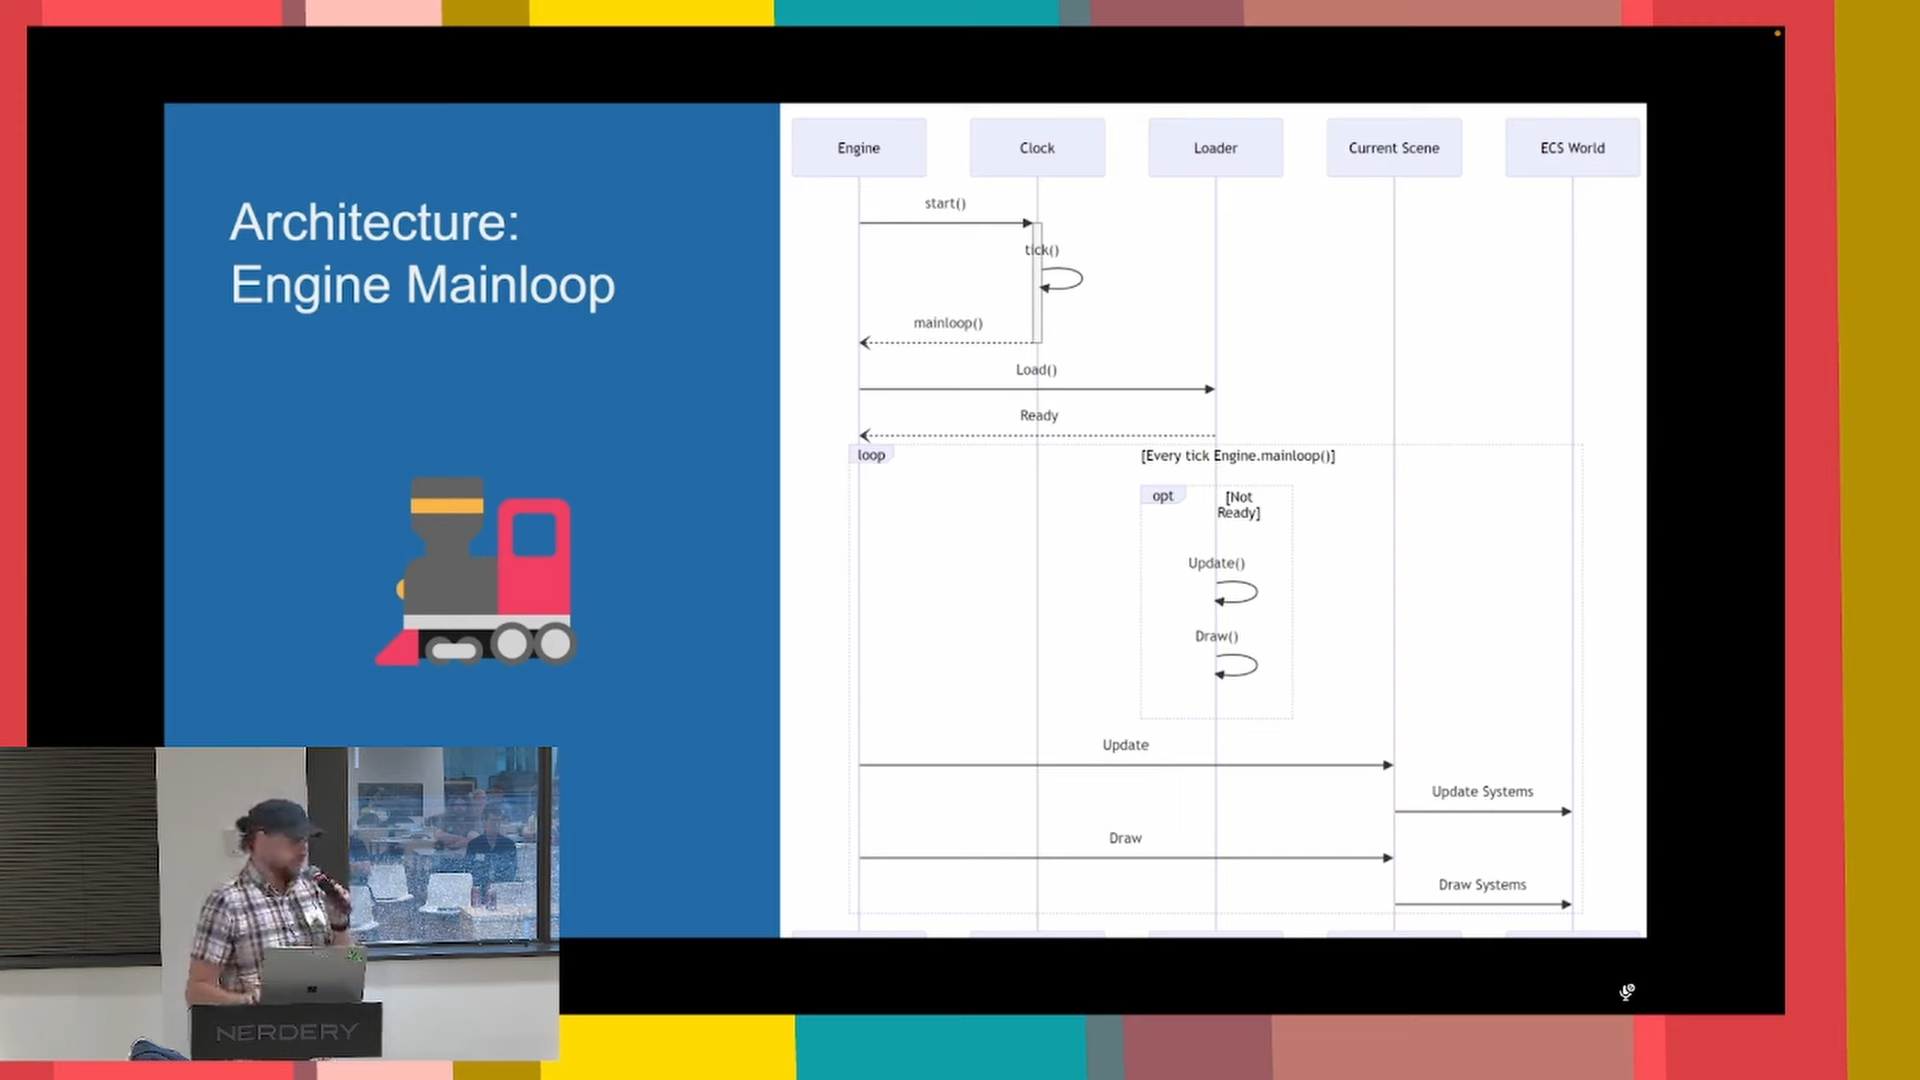 Architecture:
Engine Mainloop
Engine
Clock
Loader
Current Scene
ECS World
start()
tick()
mainloop()
Load()
Ready
loop
[Every tick Engine.mainloop()]
opt
[Not
Ready]
Update()
Draw()
Update
Update Systems
Draw
Draw Systems
NERDERY